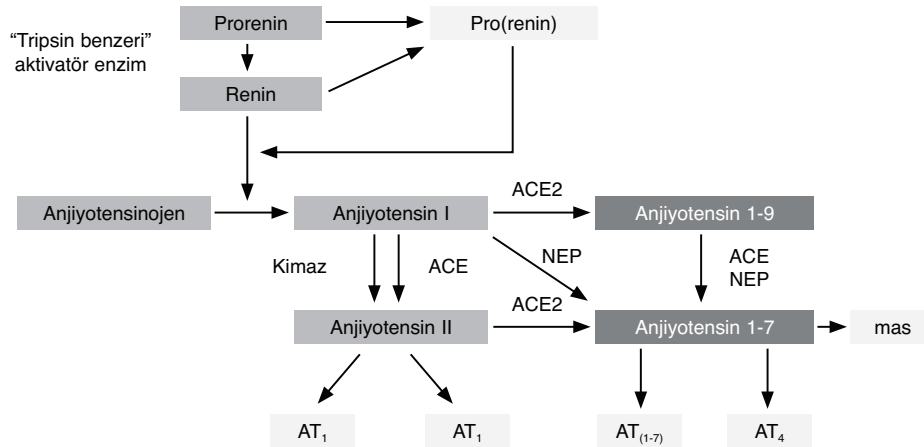 Prorenin
Pro(renin)
“Tripsin benzeri”
aktivatör enzim
Renin
ACE2
Anjiyotensinojen
Anjiyotensin I
Anjiyotensin 1-9
Kimaz
ACE
NEP
ACE
NEP
ACE2
Anjiyotensin II
Anjiyotensin 1-7
mas
AT1
AT1
AT(1-7)
AT4